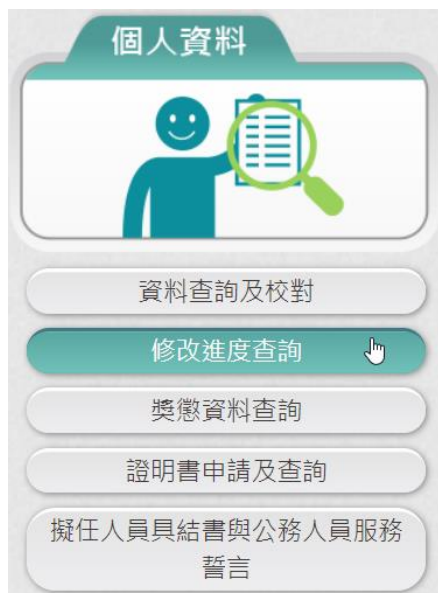 個人資料
資料查詢及校對
修改進度查詢
獎懲資料查詢
證明書申請及查詢
擬任人員具結書與公務人員服務
誓言